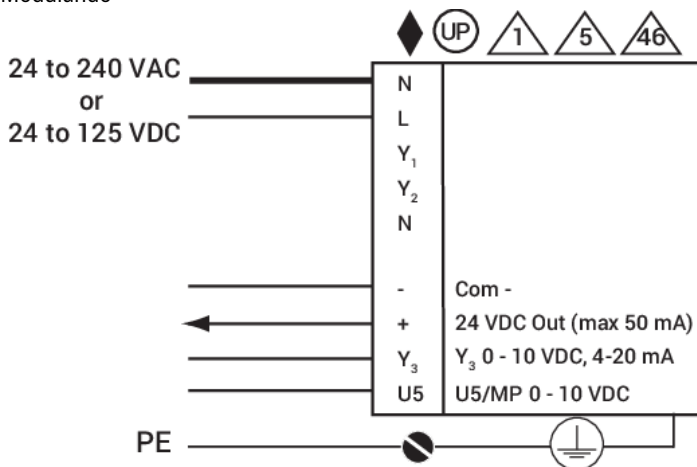 Modulando
UP 1 5 46
24 to 240 VAC
or
24 to 125 VDC
N
L
Y₁
Y₂
N
- Com -
+ 24 VDC Out (max 50 mA)
Y₃ Y₃ 0 - 10 VDC, 4-20 mA
U5 U5/MP 0 - 10 VDC
PE